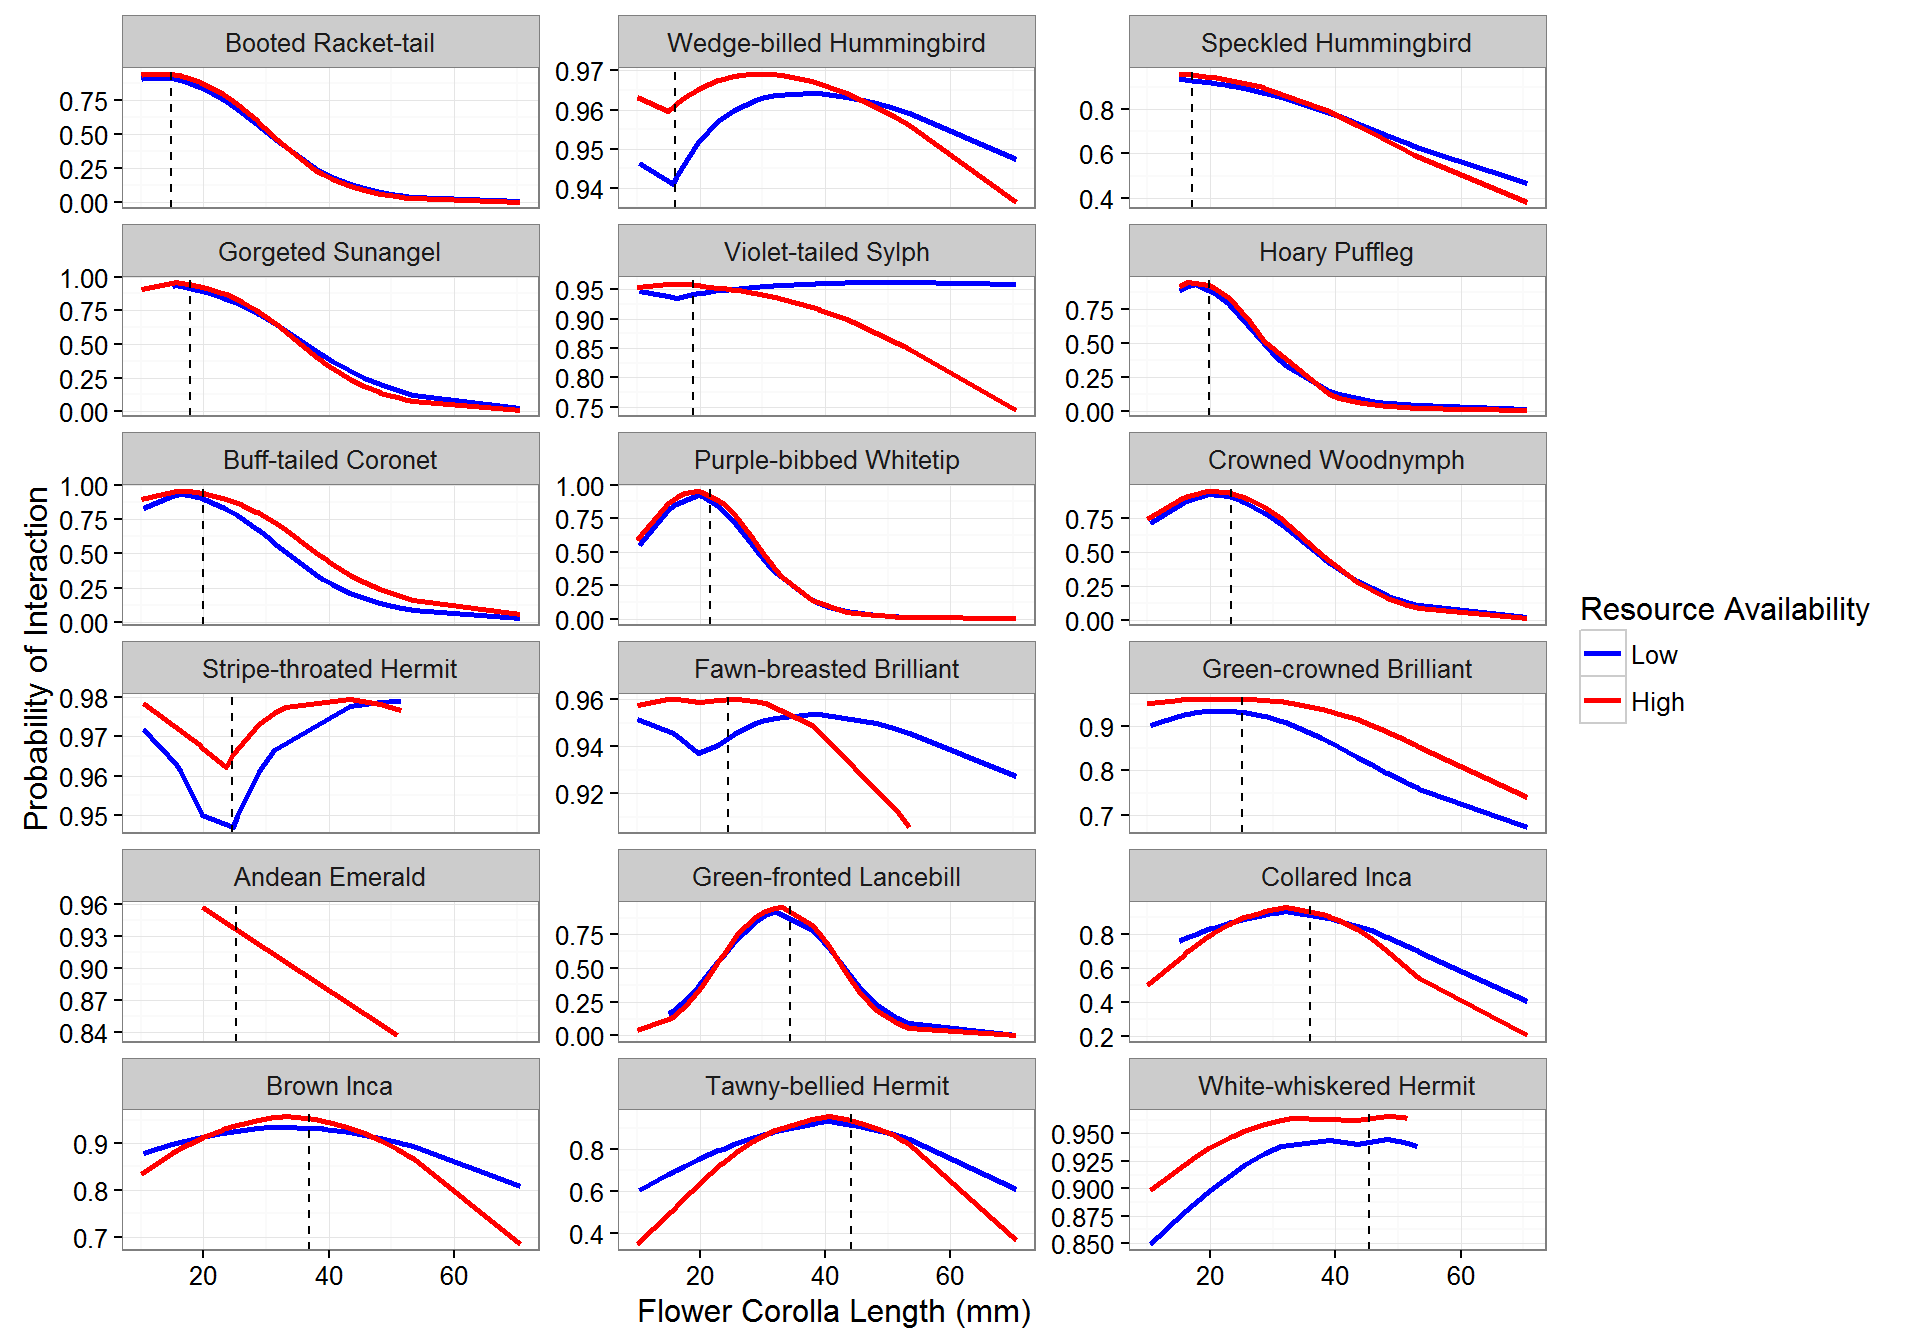 Booted Racket-tail
Wedge-billed Hummingbird
Speckled Hummingbird
0.75
0.50
0.25
0.00
0.97
0.96
0.95
0.94
0.8
0.6
0.4
Gorgeted Sunangel
Violet-tailed Sylph
Hoary Puffleg
1.00
0.75
0.50
0.25
0.00
0.95
0.90
0.85
0.80
0.75
0.75
0.50
0.25
0.00
Buff-tailed Coronet
Purple-bibbed Whitetip
Crowned Woodnymph
1.00
0.75
0.50
0.25
0.00
1.00
0.75
0.50
0.25
0.00
0.75
0.50
0.25
0.00
Stripe-throated Hermit
Fawn-breasted Brilliant
Green-crowned Brilliant
0.98
0.97
0.96
0.95
0.96
0.94
0.92
0.9
0.8
0.7
Andean Emerald
Green-fronted Lancebill
Collared Inca
0.96
0.93
0.90
0.87
0.84
0.75
0.50
0.25
0.00
0.8
0.6
0.4
0.2
Brown Inca
Tawny-bellied Hermit
White-whiskered Hermit
0.9
0.8
0.7
0.8
0.6
0.4
0.950
0.925
0.900
0.875
0.850
20 40 60
20 40 60
20 40 60
Flower Corolla Length (mm)
Probability of Interaction
Resource Availability
Low
High